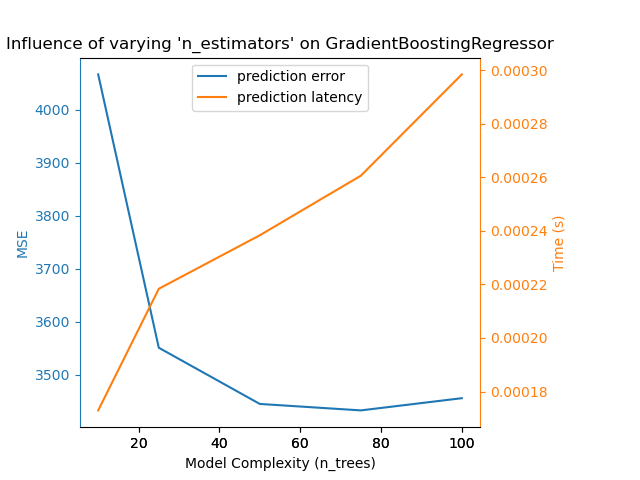 Influence of varying 'n_estimators' on GradientBoostingRegressor
prediction error
prediction latency
MSE
4000
3900
3800
3700
3600
3500
0.00030
0.00028
0.00026
0.00024
0.00022
0.00020
0.00018
Time (s)
20 40 60 80 100
Model Complexity (n_trees)